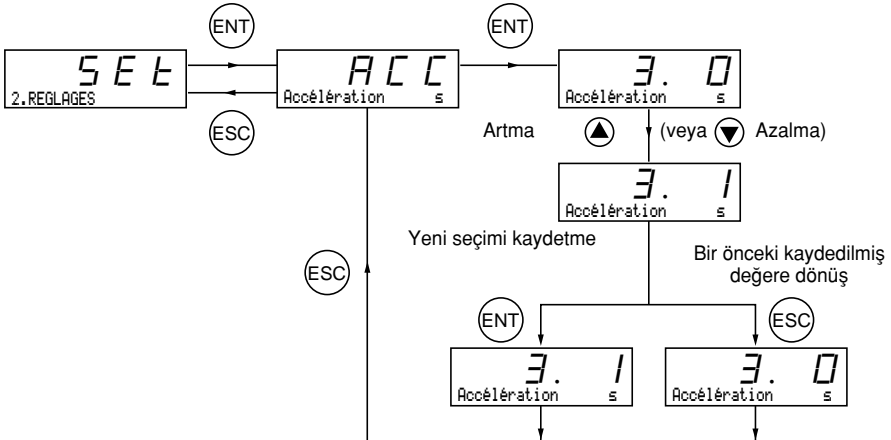 ENT
ENT
SEt
2.REGLAGES
ACC
Accélération s
3. 0
Accélération s
ESC
Artma
(veya
Azalma)
3. 1
Accélération s
Yeni seçimi kaydetme
Bir önceki kaydedilmiş
değere dönüş
ESC
ENT
ESC
3. 1
Accélération s
3. 0
Accélération s